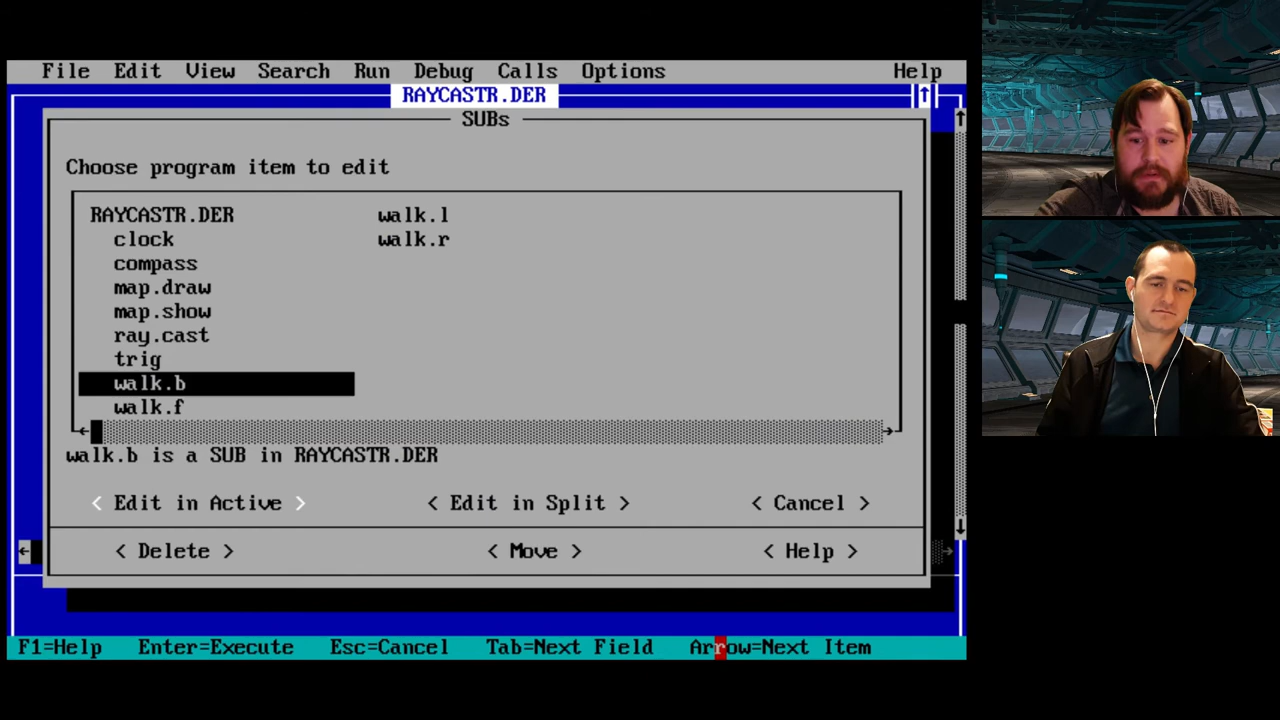 File Edit View Search Run Debug Calls Options Help
RAYCASTR.DER
SUBs
Choose program item to edit
RAYCASTR.DER walk.l
clock walk.r
compass
map.draw
map.show
ray.cast
trig
walk.b
walk.f
walk.b is a SUB in RAYCASTR.DER
< Edit in Active > < Edit in Split > < Cancel >
< Delete > < Move > < Help >
F1=Help Enter=Execute Esc=Cancel Tab=Next Field Arrow=Next Item